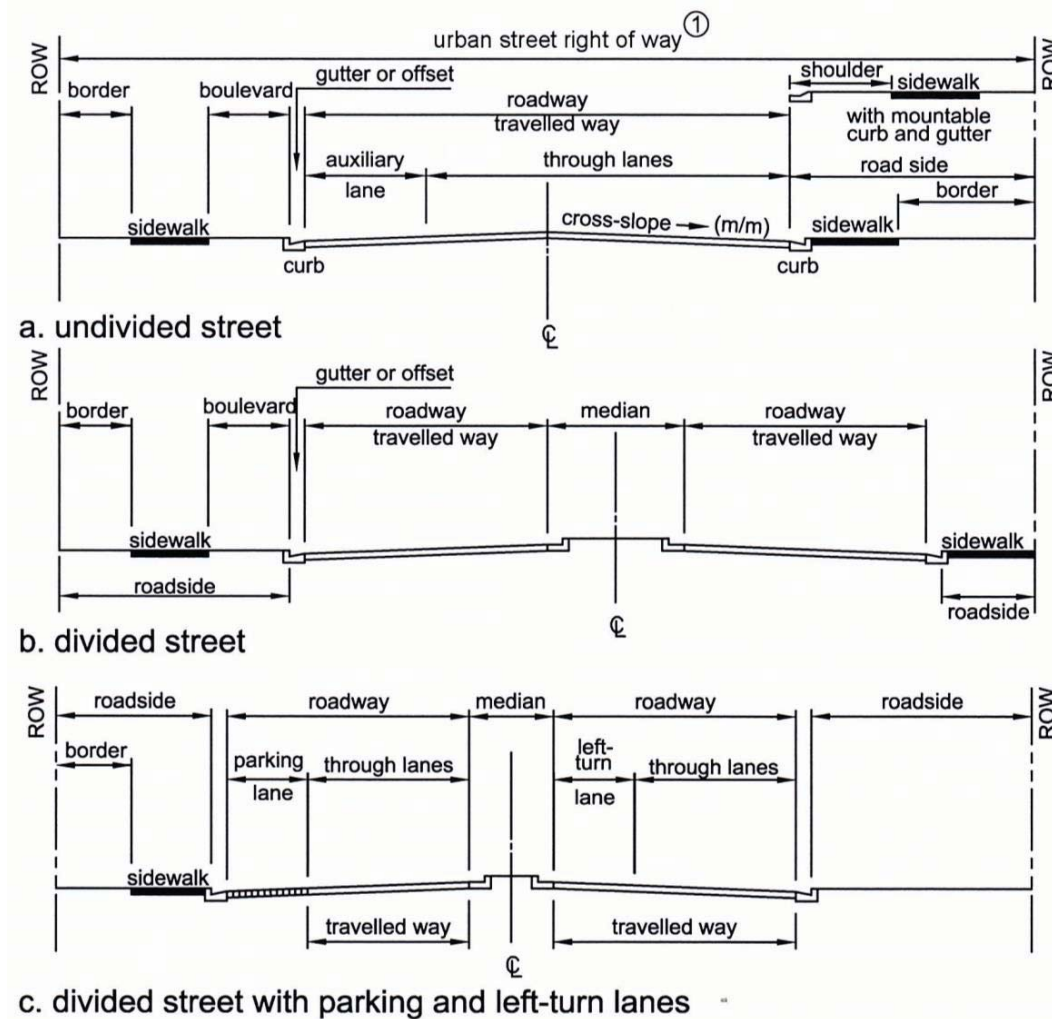 urban street right of way ①
ROW
ROW
gutter or offset
shoulder
sidewalk
border
boulevard
roadway
travelled way
with mountable
curb and gutter
auxiliary
lane
through lanes
road side
border
sidewalk
cross-slope → (m/m)
sidewalk
curb
curb
a. undivided street
℄
ROW
ROW
gutter or offset
border
boulevard
roadway
travelled way
median
roadway
travelled way
sidewalk
sidewalk
roadside
roadside
℄
b. divided street
ROW
ROW
roadside
roadway
median
roadway
roadside
border
parking
lane
through lanes
left-
turn
lane
through lanes
sidewalk
travelled way
travelled way
℄
c. divided street with parking and left-turn lanes